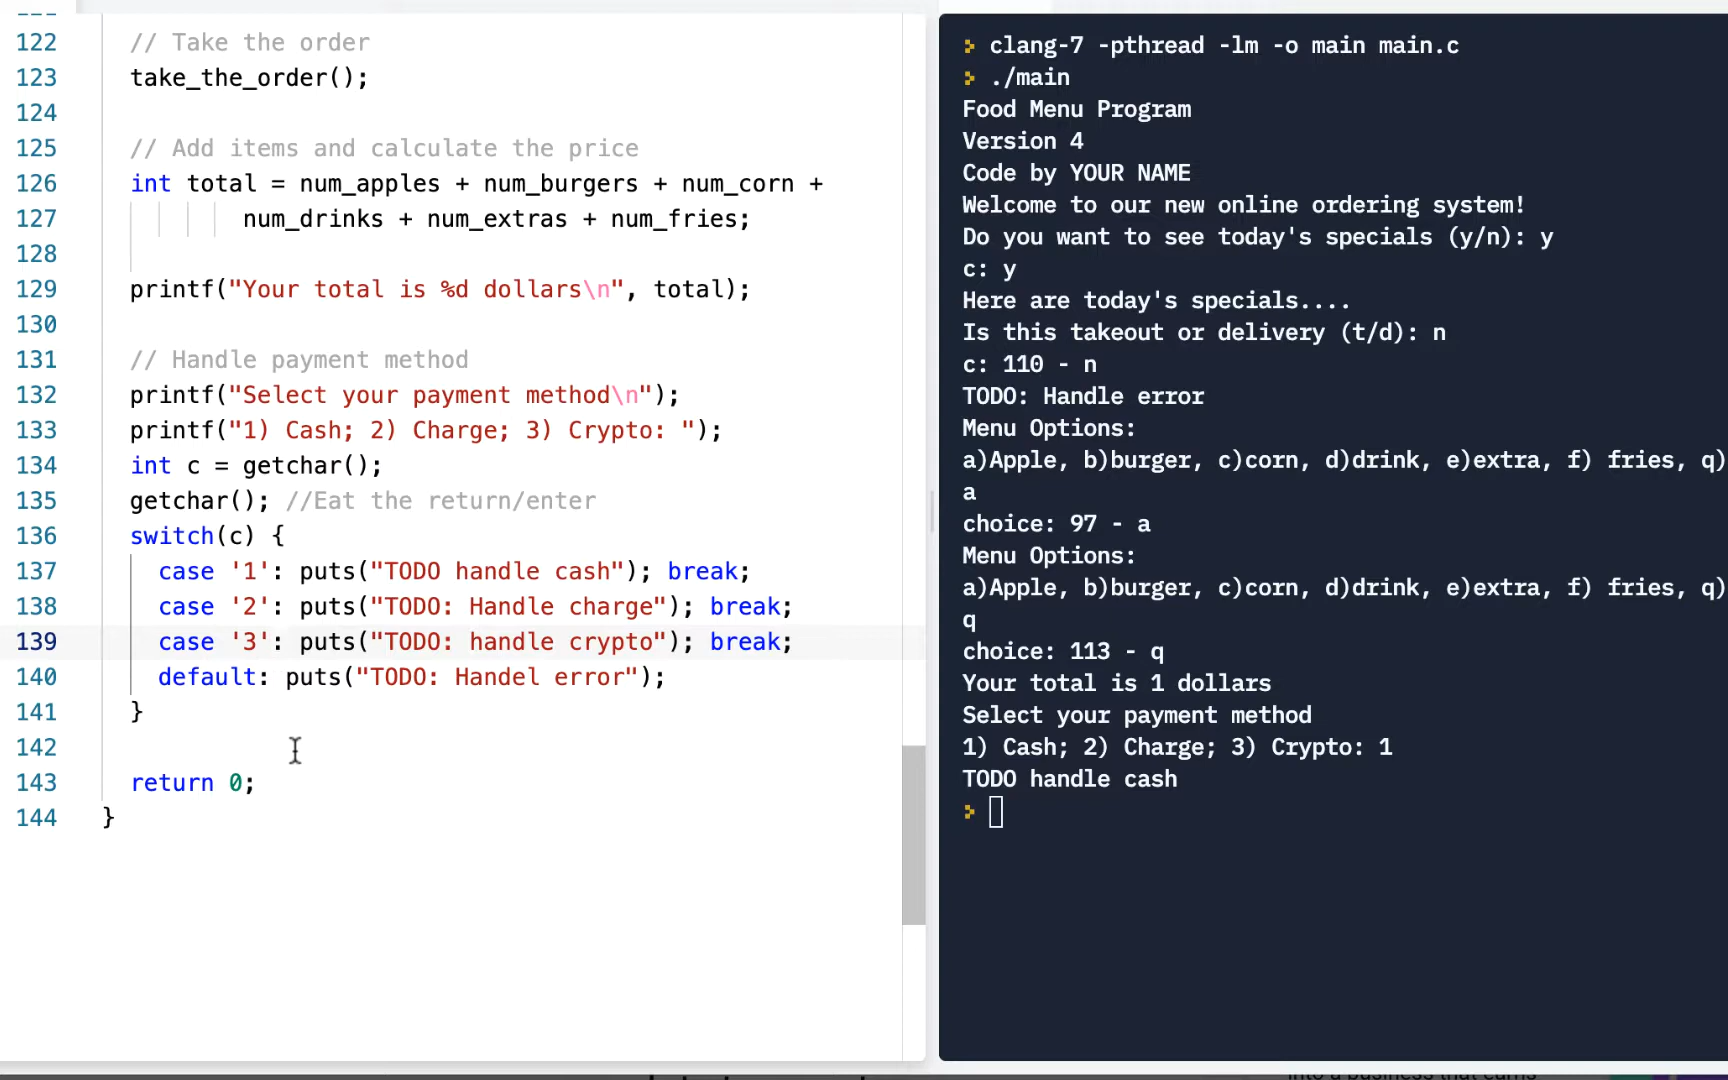 122 // Take the order
123 take_the_order();
124
125 // Add items and calculate the price
126 int total = num_apples + num_burgers + num_corn +
127 num_drinks + num_extras + num_fries;
128
129 printf("Your total is %d dollars\n", total);
130
131 // Handle payment method
132 printf("Select your payment method\n");
133 printf("1) Cash; 2) Charge; 3) Crypto: ");
134 int c = getchar();
135 getchar(); //Eat the return/enter
136 switch(c) {
137 case '1': puts("TODO handle cash"); break;
138 case '2': puts("TODO: Handle charge"); break;
139 case '3': puts("TODO: handle crypto"); break;
140 default: puts("TODO: Handel error");
141 }
142
143 return 0;
144 }
> clang-7 -pthread -lm -o main main.c
> ./main
Food Menu Program
Version 4
Code by YOUR NAME
Welcome to our new online ordering system!
Do you want to see today's specials (y/n): y
c: y
Here are today's specials....
Is this takeout or delivery (t/d): n
c: 110 - n
TODO: Handle error
Menu Options:
a)Apple, b)burger, c)corn, d)drink, e)extra, f) fries, q)
a
choice: 97 - a
Menu Options:
a)Apple, b)burger, c)corn, d)drink, e)extra, f) fries, q)
q
choice: 113 - q
Your total is 1 dollars
Select your payment method
1) Cash; 2) Charge; 3) Crypto: 1
TODO handle cash
>